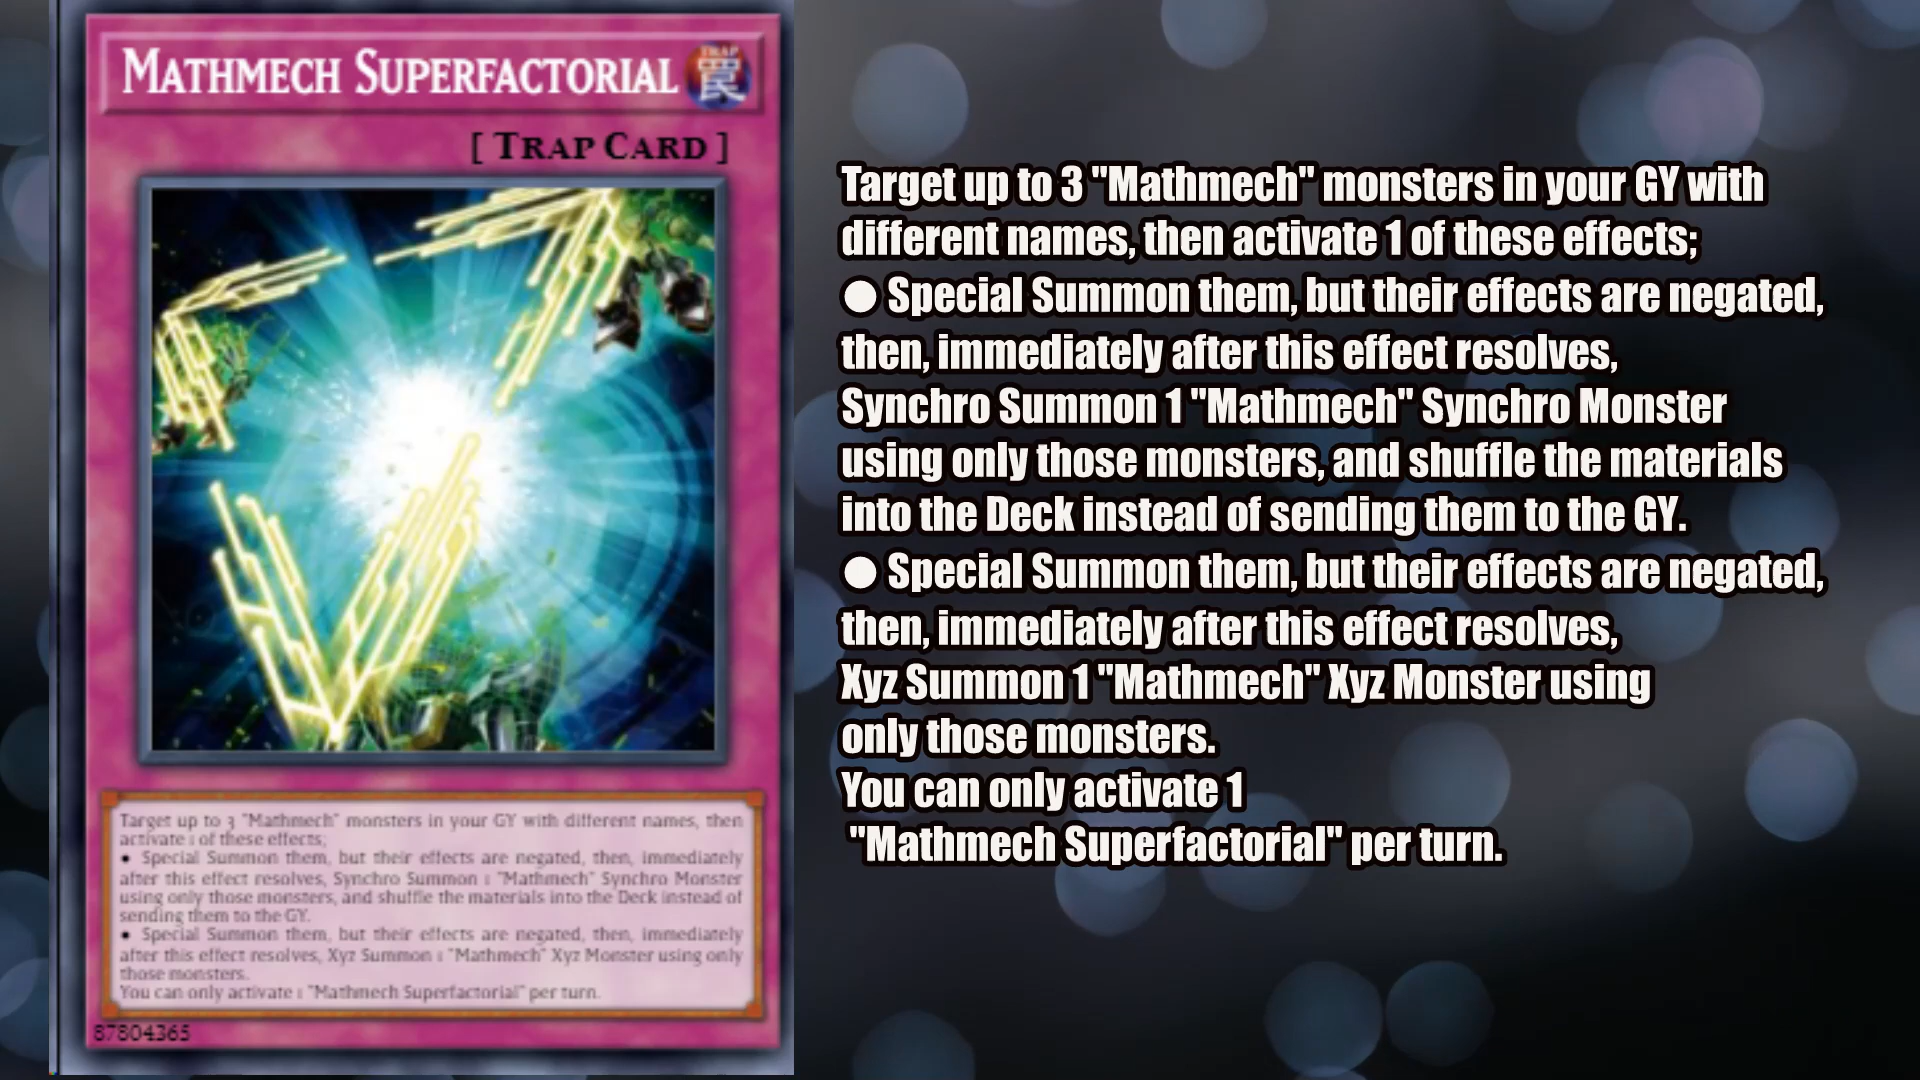 MATHMECH SUPERFACTORIAL
TRAP
罠
[ TRAP CARD ]
Target up to 3 "Mathmech" monsters in your GY with different names, then
activate 1 of these effects;
● Special Summon them, but their effects are negated, then, immediately
after this effect resolves, Synchro Summon 1 "Mathmech" Synchro Monster
using only those monsters, and shuffle the materials into the Deck instead of
sending them to the GY.
● Special Summon them, but their effects are negated, then, immediately
after this effect resolves, Xyz Summon 1 "Mathmech" Xyz Monster using only
those monsters.
You can only activate 1 "Mathmech Superfactorial" per turn.
87804365
Target up to 3 "Mathmech" monsters in your GY with
different names, then activate 1 of these effects;
● Special Summon them, but their effects are negated,
then, immediately after this effect resolves,
Synchro Summon 1 "Mathmech" Synchro Monster
using only those monsters, and shuffle the materials
into the Deck instead of sending them to the GY.
● Special Summon them, but their effects are negated,
then, immediately after this effect resolves,
Xyz Summon 1 "Mathmech" Xyz Monster using
only those monsters.
You can only activate 1
"Mathmech Superfactorial" per turn.